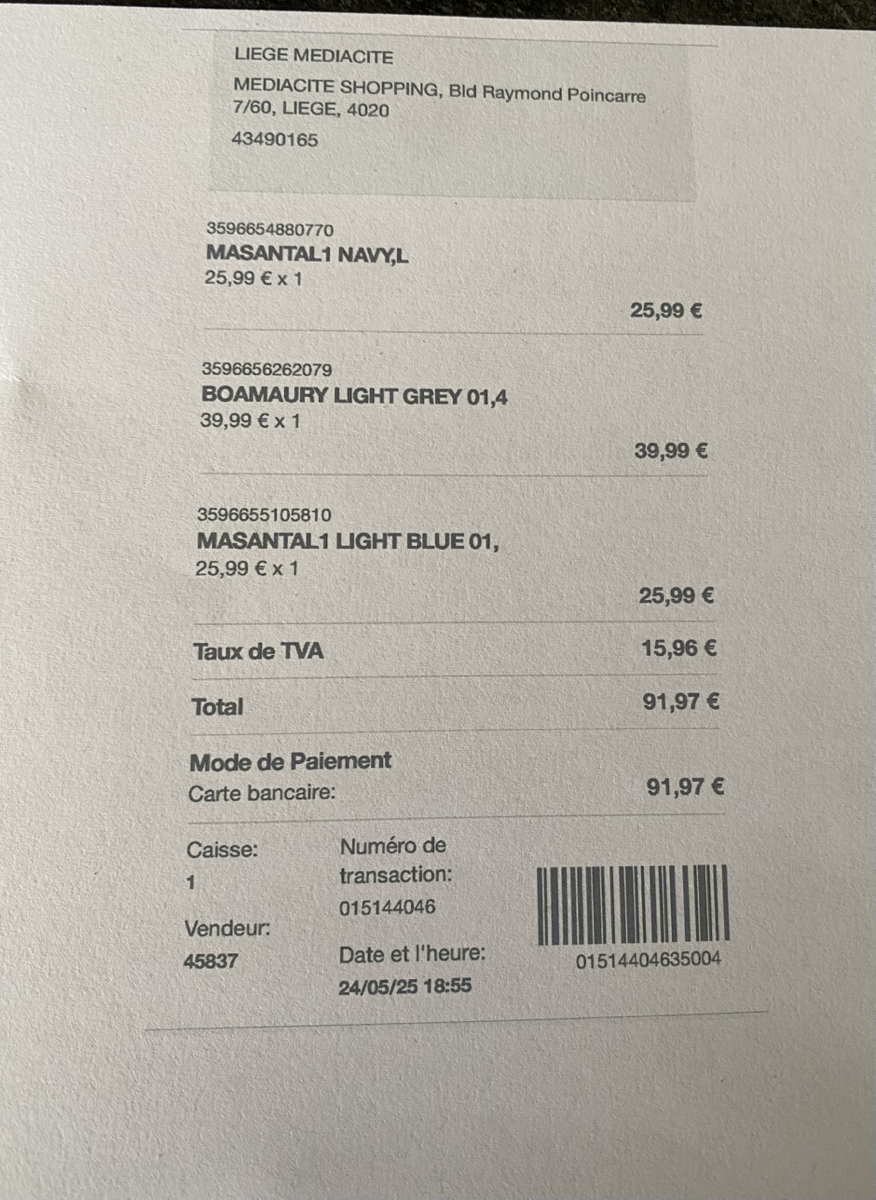 LIEGE MEDIACITE
MEDIACITE SHOPPING, Bld Raymond Poincarre
7/60, LIEGE, 4020
43490165
3596654880770
MASANTAL1 NAVY,L
25,99 € x 1
25,99 €
3596656262079
BOAMAURY LIGHT GREY 01,4
39,99 € x 1
39,99 €
3596655105810
MASANTAL1 LIGHT BLUE 01,
25,99 € x 1
25,99 €
Taux de TVA 15,96 €
Total 91,97 €
Mode de Paiement
Carte bancaire: 91,97 €
Caisse:
1
Vendeur:
45837
Numéro de
transaction:
015144046
Date et l'heure:
24/05/25 18:55
01514404635004